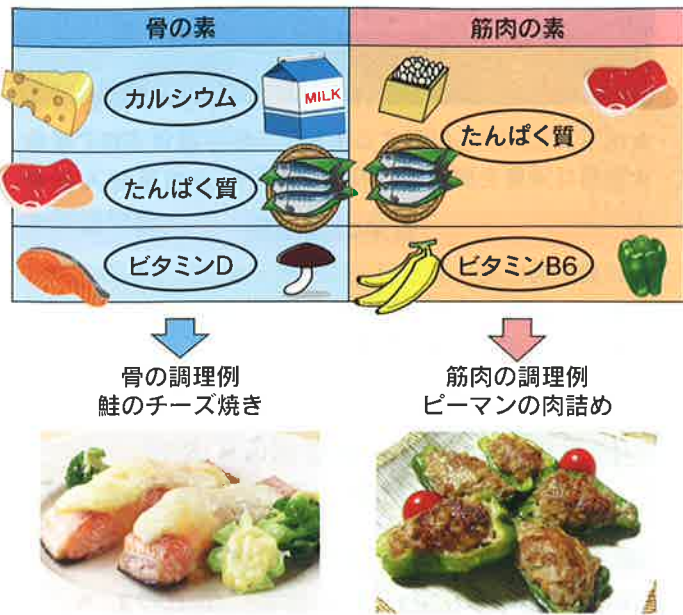 骨の素
筋肉の素
カルシウム
MILK
たんぱく質
たんぱく質
ビタミンD
ビタミンB6
骨の調理例
鮭のチーズ焼き
筋肉の調理例
ピーマンの肉詰め